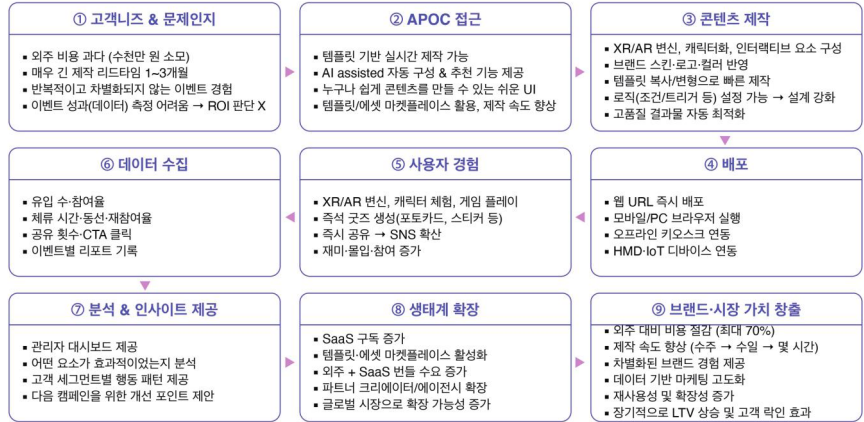 ① 고객니즈 & 문제인지
▪ 외주 비용 과다 (수천만 원 소모)
▪ 매우 긴 제작 리드타임 1~3개월
▪ 반복적이고 차별화되지 않는 이벤트 경험
▪ 이벤트 성과(데이터) 측정 어려움 → ROI 판단 X
② APOC 접근
▪ 템플릿 기반 실시간 제작 가능
▪ AI assisted 자동 구성 & 추천 기능 제공
▪ 누구나 쉽게 콘텐츠를 만들 수 있는 쉬운 UI
▪ 템플릿/에셋 마켓플레이스 활용, 제작 속도 향상
③ 콘텐츠 제작
▪ XR/AR 변신, 캐릭터화, 인터랙티브 요소 구성
▪ 브랜드 스킨·로고·컬러 반영
▪ 템플릿 복사/변형으로 빠른 제작
▪ 로직(조건/트리거 등) 설정 가능 → 설계 강화
▪ 고품질 결과물 자동 최적화
④ 배포
▪ 웹 URL 즉시 배포
▪ 모바일/PC 브라우저 실행
▪ 오프라인 키오스크 연동
▪ HMD·IoT 디바이스 연동
⑤ 사용자 경험
▪ XR/AR 변신, 캐릭터 체험, 게임 플레이
▪ 즉석 굿즈 생성(포토카드, 스티커 등)
▪ 즉시 공유 → SNS 확산
▪ 재미·몰입·참여 증가
⑥ 데이터 수집
▪ 유입 수·참여율
▪ 체류 시간·동선·재참여율
▪ 공유 횟수·CTA 클릭
▪ 이벤트별 리포트 기록
⑦ 분석 & 인사이트 제공
▪ 관리자 대시보드 제공
▪ 어떤 요소가 효과적이었는지 분석
▪ 고객 세그먼트별 행동 패턴 제공
▪ 다음 캠페인을 위한 개선 포인트 제안
⑧ 생태계 확장
▪ SaaS 구독 증가
▪ 템플릿·에셋 마켓플레이스 활성화
▪ 외주 + SaaS 번들 수요 증가
▪ 파트너 크리에이터/에이전시 확장
▪ 글로벌 시장으로 확장 가능성 증가
⑨ 브랜드·시장 가치 창출
▪ 외주 대비 비용 절감 (최대 70%)
▪ 제작 속도 향상 (수주 → 수일 → 몇 시간)
▪ 차별화된 브랜드 경험 제공
▪ 데이터 기반 마케팅 고도화
▪ 재사용성 및 확장성 증가
▪ 장기적으로 LTV 상승 및 고객 락인 효과